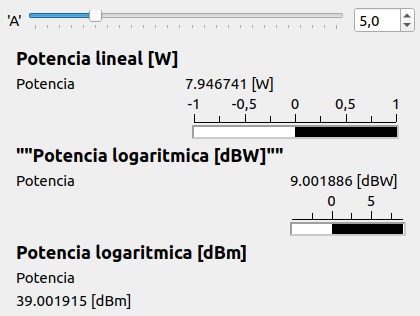 'A' 5,0
Potencia lineal [W]
Potencia 7.946741 [W]
-1 -0,5 0 0,5 1
""Potencia logaritmica [dBW]""
Potencia 9.001886 [dBW]
0 5
Potencia logaritmica [dBm]
Potencia
39.001915 [dBm]